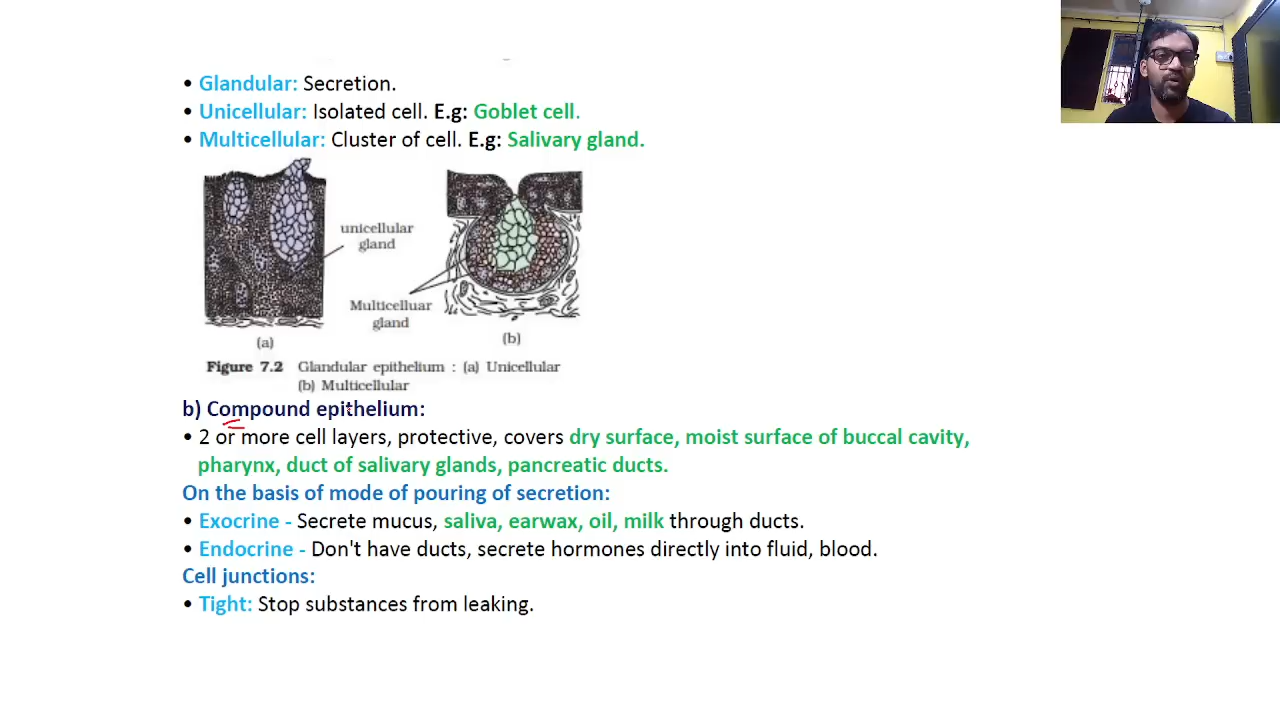 • Glandular: Secretion.
• Unicellular: Isolated cell. E.g: Goblet cell.
• Multicellular: Cluster of cell. E.g: Salivary gland.
unicellular
gland
Multicelluar
gland
(a)
(b)
Figure 7.2 Glandular epithelium : (a) Unicellular
(b) Multicellular
b) Compound epithelium:
• 2 or more cell layers, protective, covers dry surface, moist surface of buccal cavity,
pharynx, duct of salivary glands, pancreatic ducts.
On the basis of mode of pouring of secretion:
• Exocrine - Secrete mucus, saliva, earwax, oil, milk through ducts.
• Endocrine - Don't have ducts, secrete hormones directly into fluid, blood.
Cell junctions:
• Tight: Stop substances from leaking.